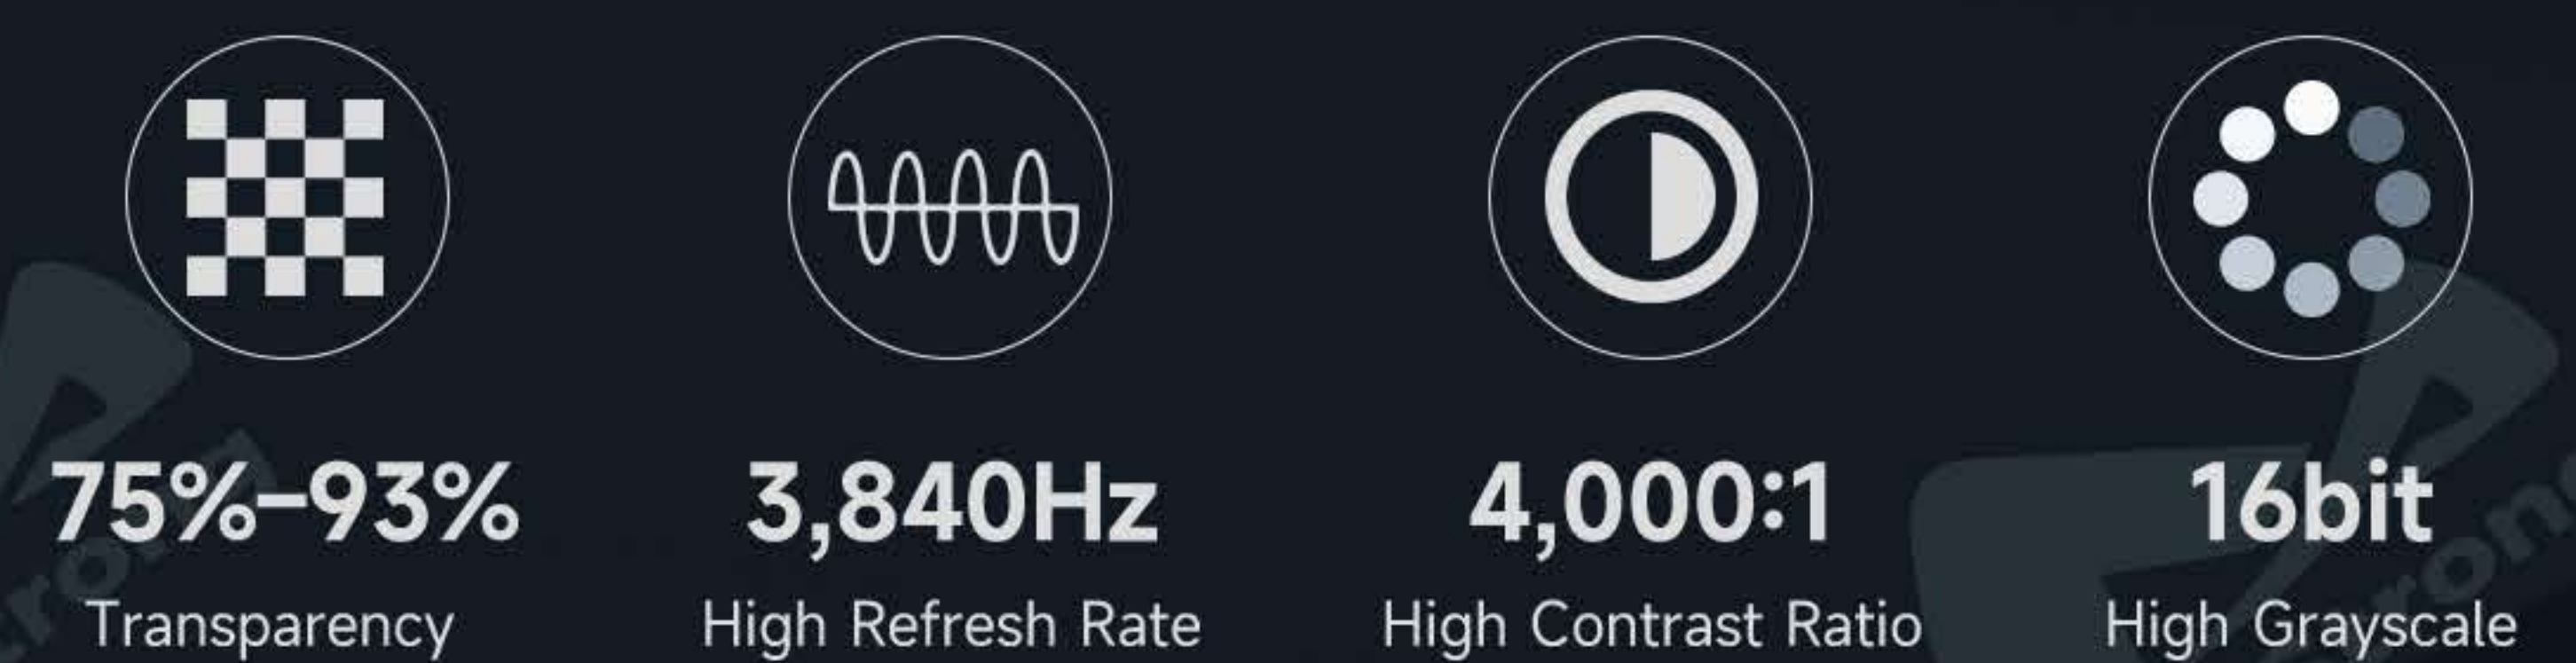 75%–93%
3,840Hz
4,000:1
16bit
Transparency
High Refresh Rate
High Contrast Ratio
High Grayscale